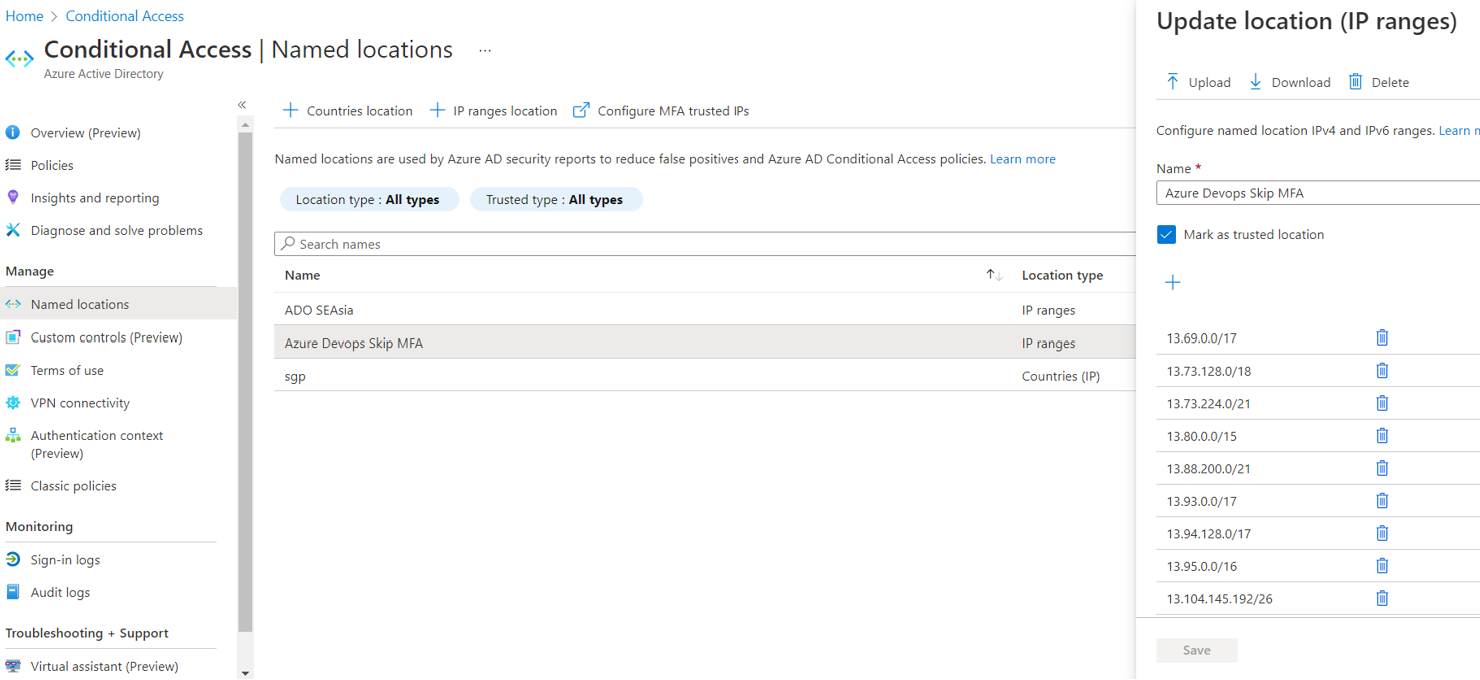 Home > Conditional Access
Conditional Access | Named locations ...
Azure Active Directory
«
Overview (Preview)
Policies
Insights and reporting
Diagnose and solve problems
Manage
Named locations
Custom controls (Preview)
Terms of use
VPN connectivity
Authentication context
(Preview)
Classic policies
Monitoring
Sign-in logs
Audit logs
Troubleshooting + Support
Virtual assistant (Preview)
+ Countries location + IP ranges location Configure MFA trusted IPs
Named locations are used by Azure AD security reports to reduce false positives and Azure AD Conditional Access policies. Learn more
Location type : All types Trusted type : All types
Search names
Name ↑↓ Location type
ADO SEAsia IP ranges
Azure Devops Skip MFA IP ranges
sgp Countries (IP)
Update location (IP ranges)
Upload Download Delete
Configure named location IPv4 and IPv6 ranges. Learn
Name *
Azure Devops Skip MFA
Mark as trusted location
+
13.69.0.0/17
13.73.128.0/18
13.73.224.0/21
13.80.0.0/15
13.88.200.0/21
13.93.0.0/17
13.94.128.0/17
13.95.0.0/16
13.104.145.192/26
Save